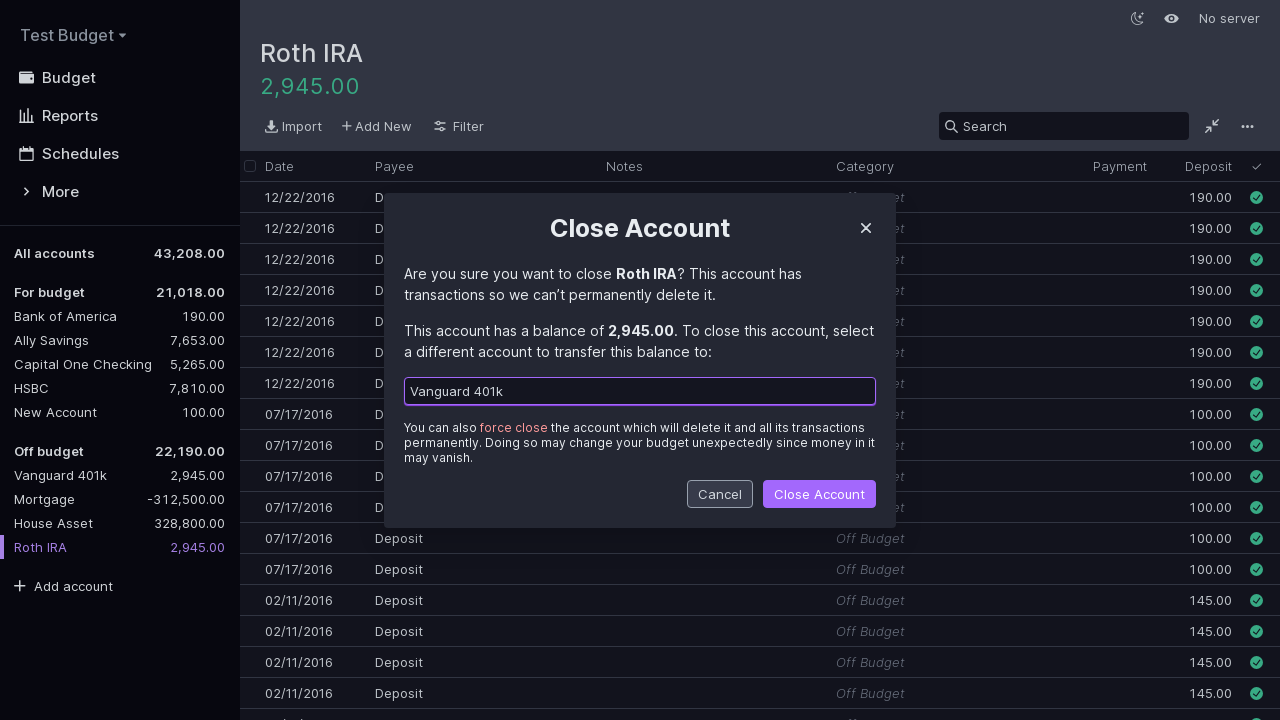 Test Budget
Budget
Reports
Schedules
More
All accounts 43,208.00
For budget 21,018.00
Bank of America 190.00
Ally Savings 7,653.00
Capital One Checking 5,265.00
HSBC 7,810.00
New Account 100.00
Off budget 22,190.00
Vanguard 401k 2,945.00
Mortgage -312,500.00
House Asset 328,800.00
Roth IRA 2,945.00
Add account
No server
Roth IRA
2,945.00
Import Add New Filter Search
Date Payee Notes Category Payment Deposit
12/22/2016 190.00
12/22/2016 190.00
12/22/2016 190.00
12/22/2016 190.00
12/22/2016 190.00
12/22/2016 190.00
12/22/2016 190.00
07/17/2016 100.00
07/17/2016 100.00
07/17/2016 100.00
07/17/2016 100.00
07/17/2016 Deposit Off Budget 100.00
07/17/2016 Deposit Off Budget 100.00
02/11/2016 Deposit Off Budget 145.00
02/11/2016 Deposit Off Budget 145.00
02/11/2016 Deposit Off Budget 145.00
02/11/2016 Deposit Off Budget 145.00
Close Account
Are you sure you want to close Roth IRA? This account has
transactions so we can’t permanently delete it.
This account has a balance of 2,945.00. To close this account, select
a different account to transfer this balance to:
Vanguard 401k
You can also force close the account which will delete it and all its transactions
permanently. Doing so may change your budget unexpectedly since money in it
may vanish.
Cancel Close Account